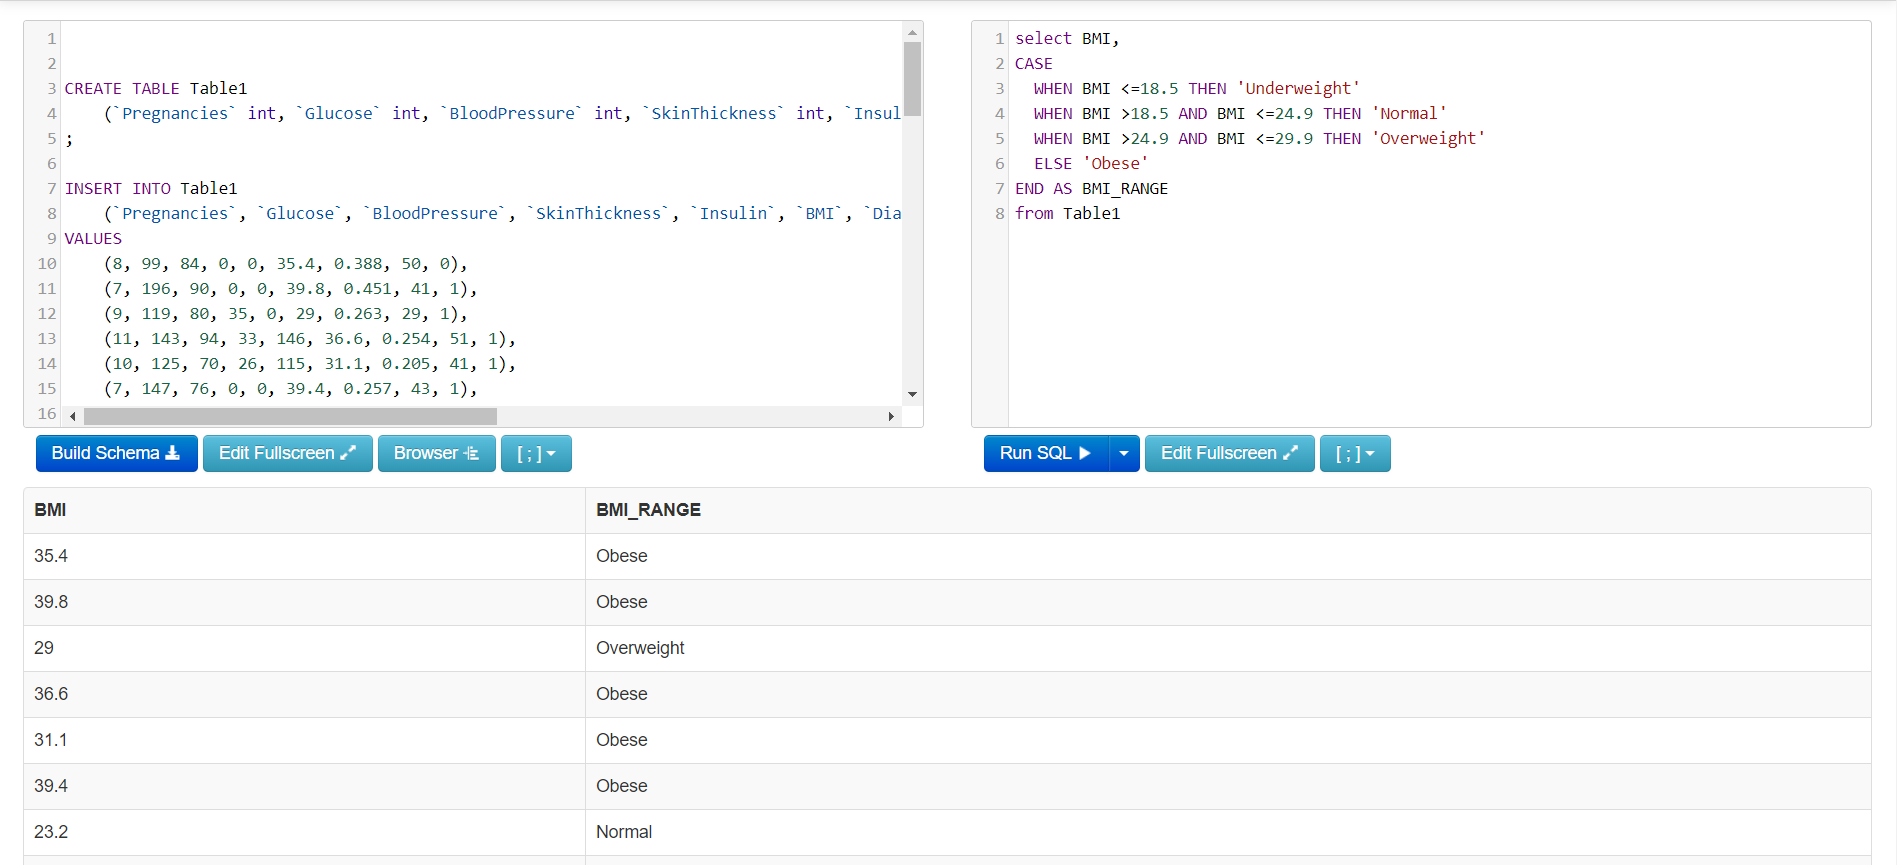 1
2
3 CREATE TABLE Table1
4 (`Pregnancies` int, `Glucose` int, `BloodPressure` int, `SkinThickness` int, `Insul
5 ;
6
7 INSERT INTO Table1
8 (`Pregnancies`, `Glucose`, `BloodPressure`, `SkinThickness`, `Insulin`, `BMI`, `Dia
9 VALUES
10 (8, 99, 84, 0, 0, 35.4, 0.388, 50, 0),
11 (7, 196, 90, 0, 0, 39.8, 0.451, 41, 1),
12 (9, 119, 80, 35, 0, 29, 0.263, 29, 1),
13 (11, 143, 94, 33, 146, 36.6, 0.254, 51, 1),
14 (10, 125, 70, 26, 115, 31.1, 0.205, 41, 1),
15 (7, 147, 76, 0, 0, 39.4, 0.257, 43, 1),
16
1 select BMI,
2 CASE
3 WHEN BMI <=18.5 THEN 'Underweight'
4 WHEN BMI >18.5 AND BMI <=24.9 THEN 'Normal'
5 WHEN BMI >24.9 AND BMI <=29.9 THEN 'Overweight'
6 ELSE 'Obese'
7 END AS BMI_RANGE
8 from Table1
Build Schema Edit Fullscreen Browser [ ; ]
Run SQL Edit Fullscreen [ ; ]
BMI BMI_RANGE
35.4 Obese
39.8 Obese
29 Overweight
36.6 Obese
31.1 Obese
39.4 Obese
23.2 Normal